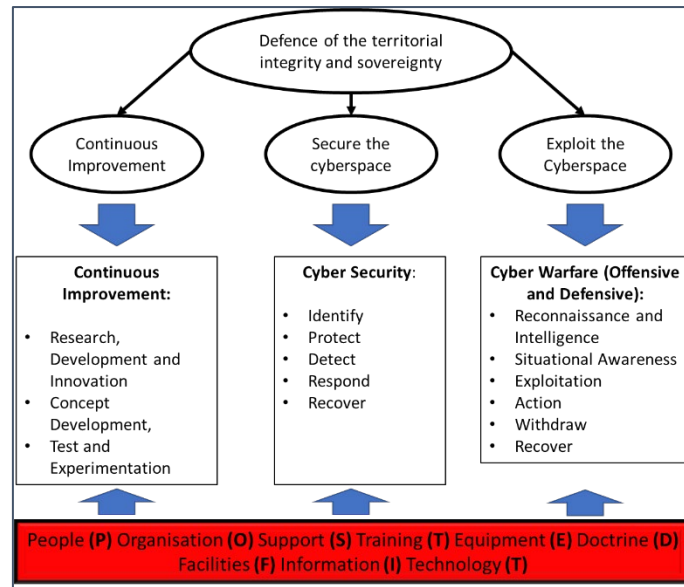 Defence of the territorial
integrity and sovereignty
Continuous
Improvement
Secure the
cyberspace
Exploit the
Cyberspace
Continuous
Improvement:
• Research,
Development and
Innovation
• Concept
Development,
• Test and
Experimentation
Cyber Security:
• Identify
• Protect
• Detect
• Respond
• Recover
Cyber Warfare (Offensive
and Defensive):
• Reconnaissance and
Intelligence
• Situational Awareness
• Exploitation
• Action
• Withdraw
• Recover
People (P) Organisation (O) Support (S) Training (T) Equipment (E) Doctrine (D)
Facilities (F) Information (I) Technology (T)